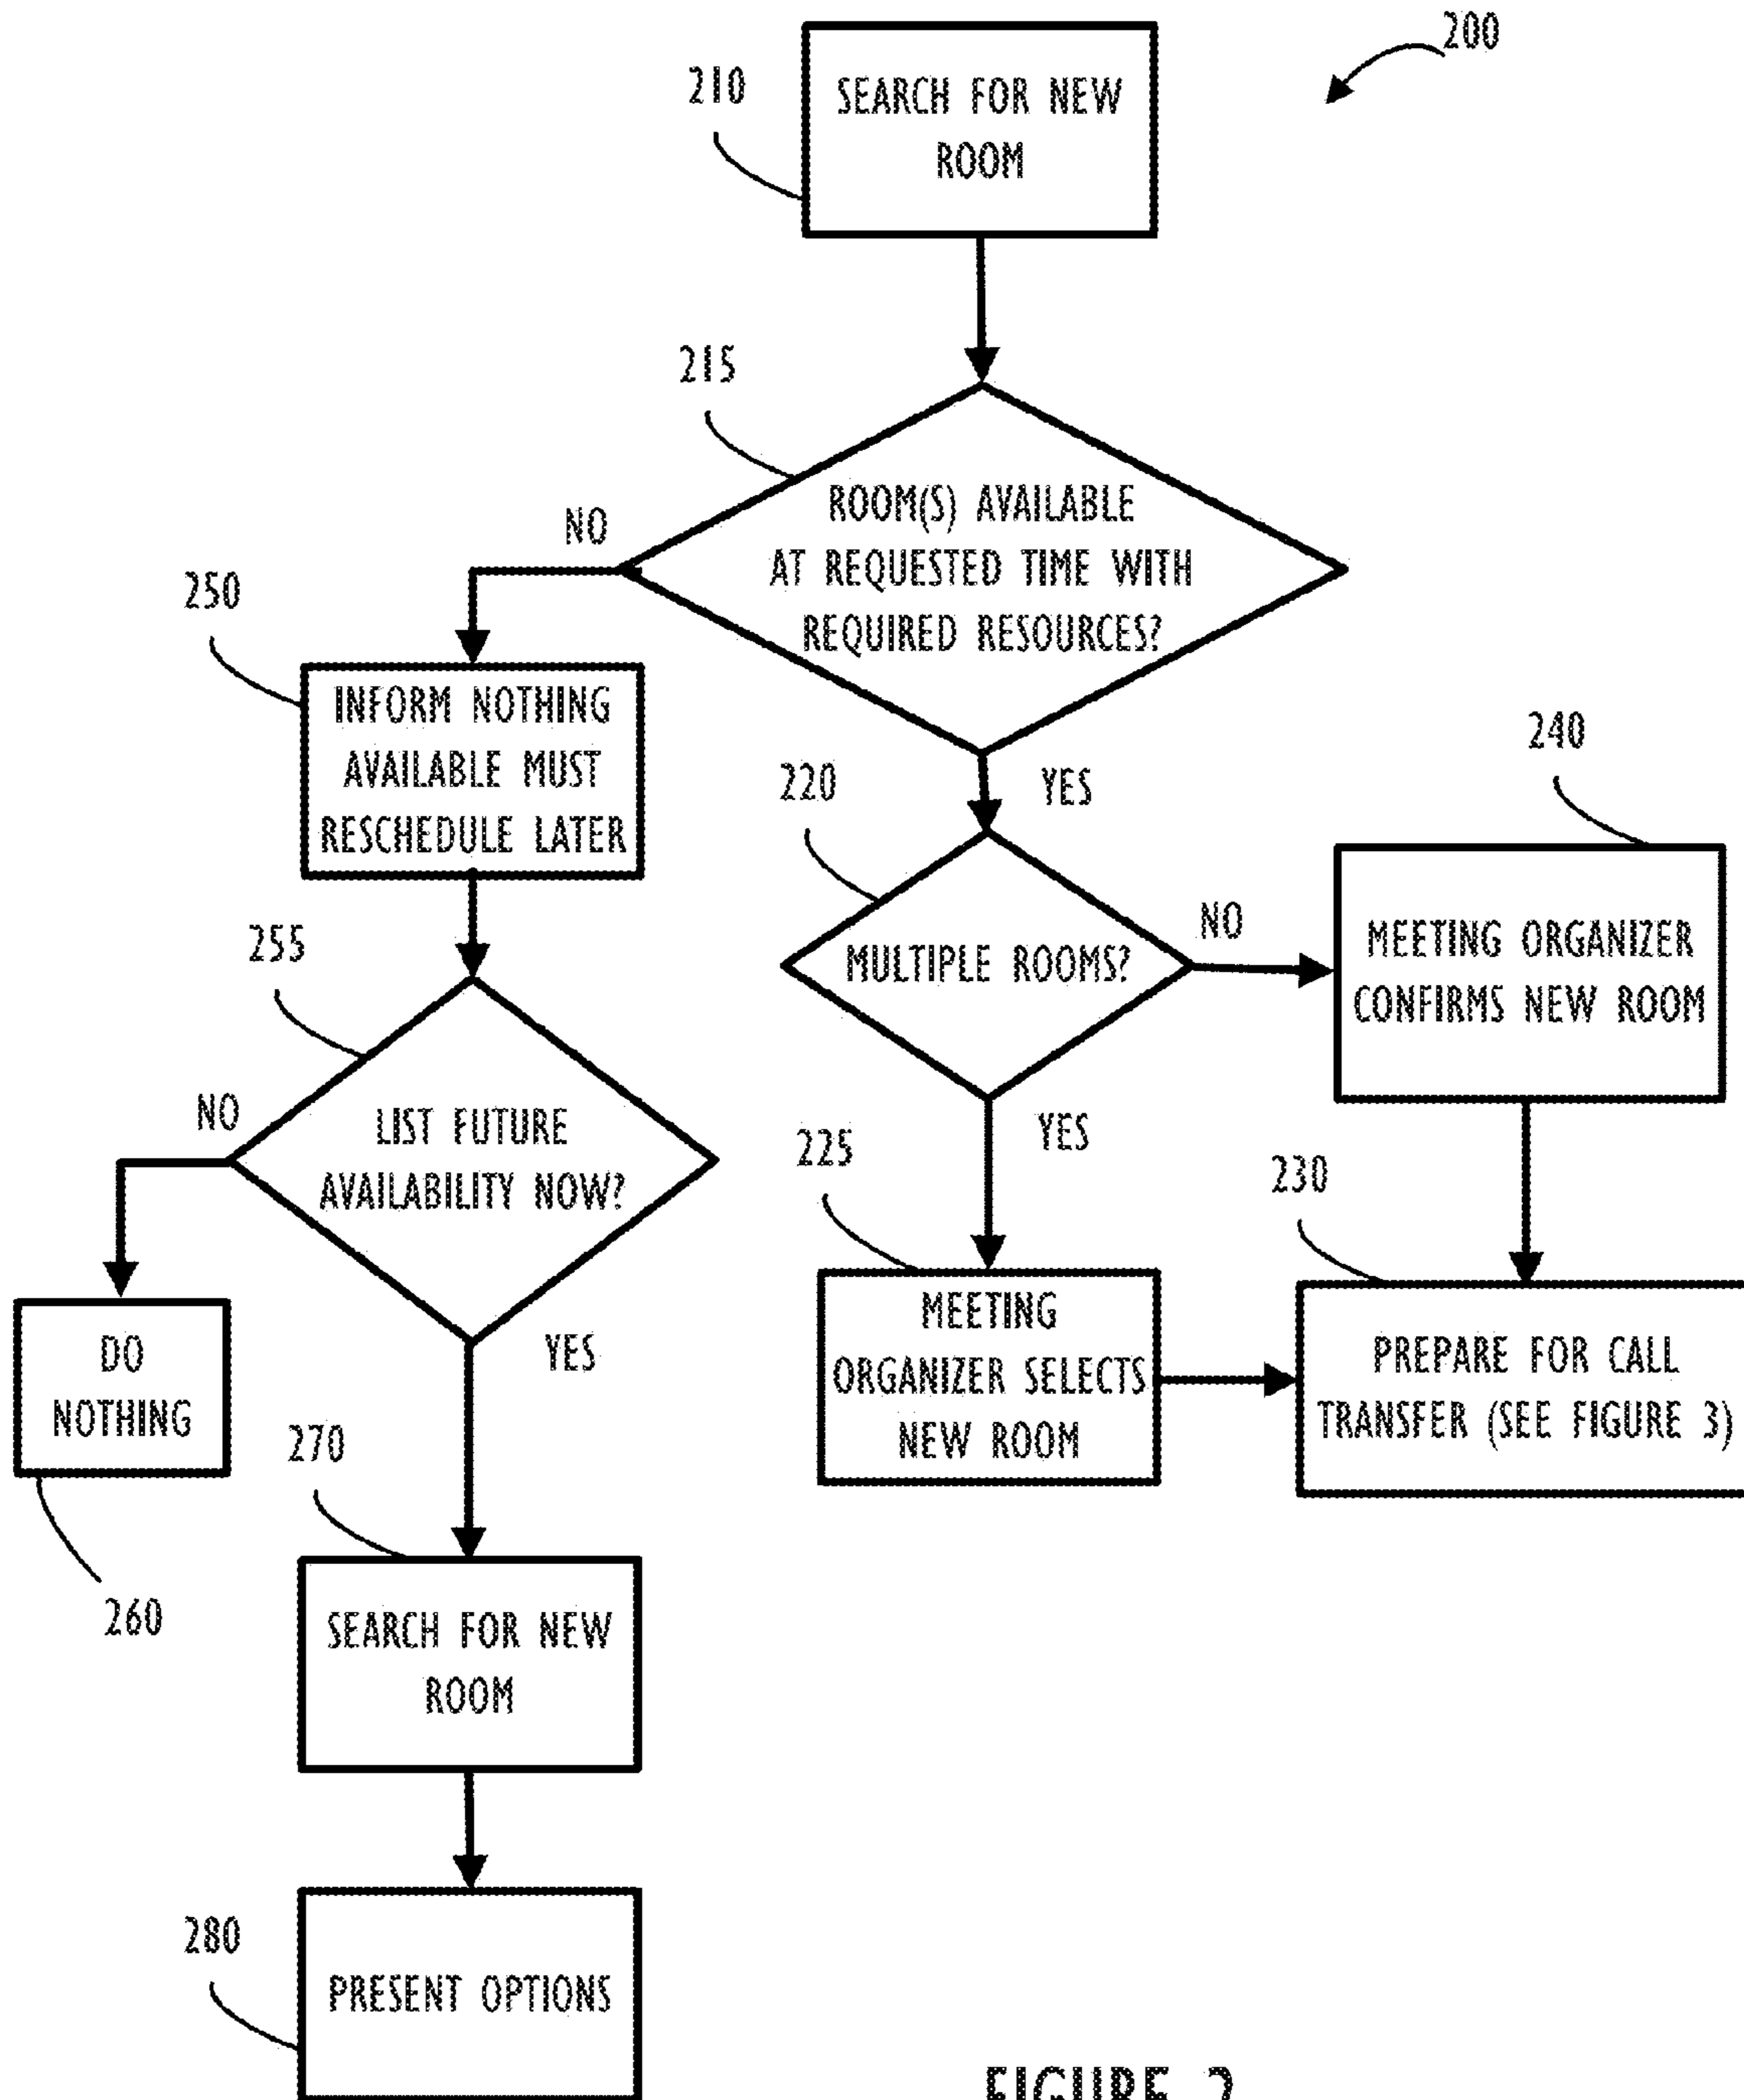 200
210
SEARCH FOR NEW
ROOM
215
ROOM(S) AVAILABLE
AT REQUESTED TIME WITH
REQUIRED RESOURCES?
NO
YES
250
INFORM NOTHING
AVAILABLE MUST
RESCHEDULE LATER
220
MULTIPLE ROOMS?
NO
YES
240
MEETING ORGANIZER
CONFIRMS NEW ROOM
255
LIST FUTURE
AVAILABILITY NOW?
NO
YES
225
MEETING
ORGANIZER SELECTS
NEW ROOM
230
PREPARE FOR CALL
TRANSFER (SEE FIGURE 3)
DO
NOTHING
260
270
SEARCH FOR NEW
ROOM
280
PRESENT OPTIONS
FIGURE 2